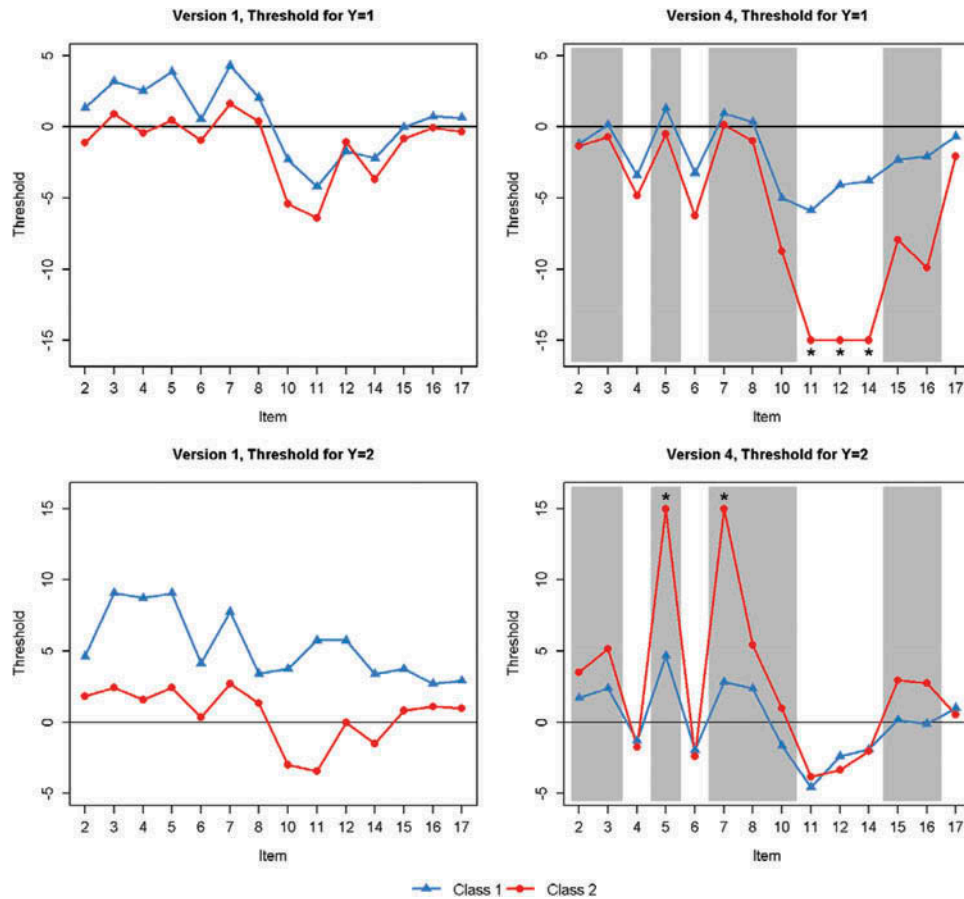 Version 1, Threshold for Y=1
Threshold
5
0
-5
-10
-15
2 3 4 5 6 7 8 10 11 12 14 15 16 17
Item
Version 4, Threshold for Y=1
Threshold
5
0
-5
-10
-15
* * *
2 3 4 5 6 7 8 10 11 12 14 15 16 17
Item
Version 1, Threshold for Y=2
Threshold
15
10
5
0
-5
2 3 4 5 6 7 8 10 11 12 14 15 16 17
Item
Version 4, Threshold for Y=2
Threshold
15
10
5
0
-5
* *
2 3 4 5 6 7 8 10 11 12 14 15 16 17
Item
Class 1 Class 2